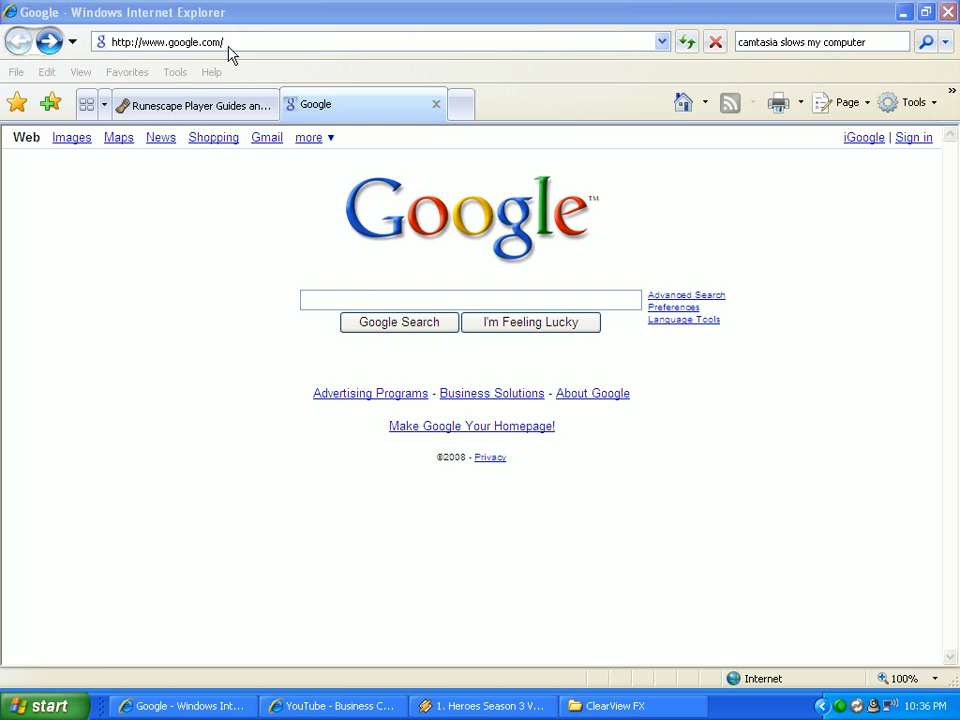 Google - Windows Internet Explorer
http://www.google.com/
camtasia slows my computer
File Edit View Favorites Tools Help
Runescape Player Guides an...
Google
Page
Tools
Web Images Maps News Shopping Gmail more ▼
iGoogle | Sign in
Google™
Advanced Search
Preferences
Language Tools
Google Search
I'm Feeling Lucky
Advertising Programs - Business Solutions - About Google
Make Google Your Homepage!
©2008 - Privacy
Internet
100%
start
Google - Windows Int...
YouTube - Business C...
1. Heroes Season 3 V...
ClearView FX
10:36 PM